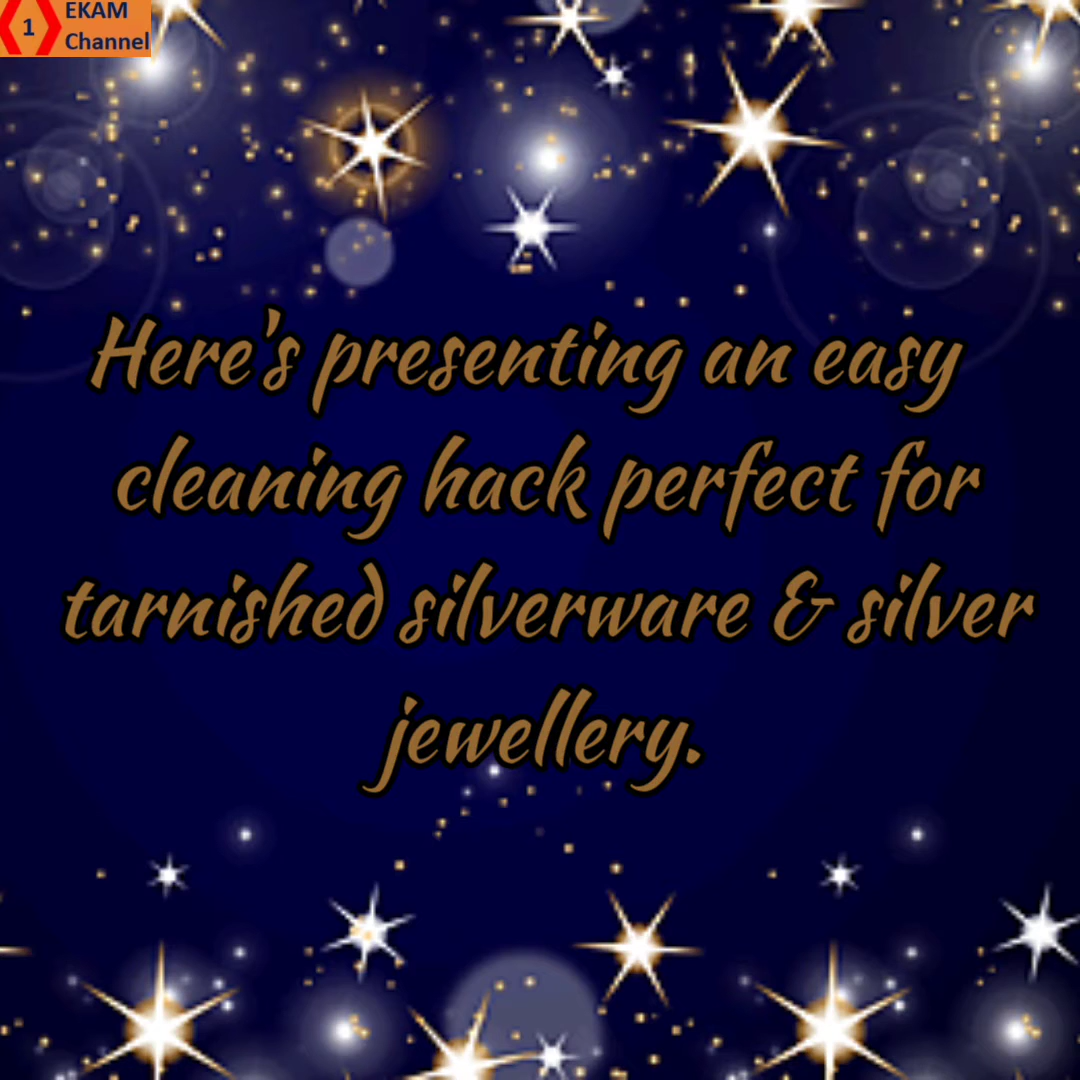 1
EKAM
Channel
Here's presenting an easy
cleaning hack perfect for
tarnished silverware & silver
jewellery.